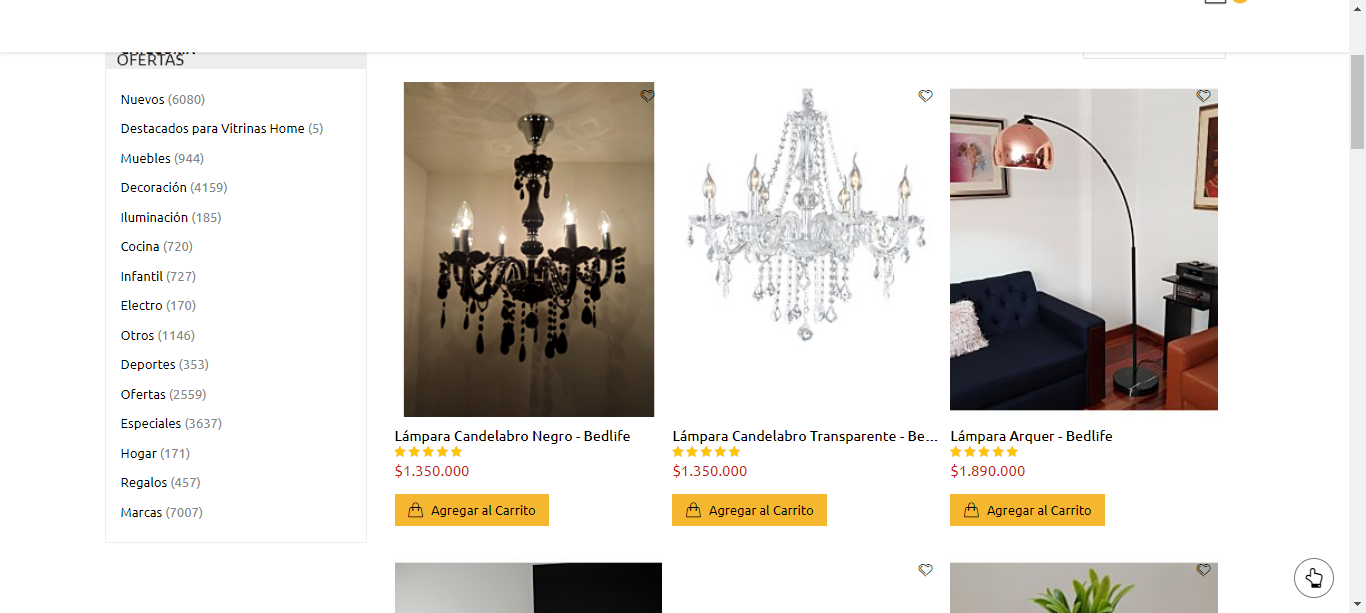 OFERTAS
Nuevos (6080)
Destacados para Vitrinas Home (5)
Muebles (944)
Decoración (4159)
Iluminación (185)
Cocina (720)
Infantil (727)
Electro (170)
Otros (1146)
Deportes (353)
Ofertas (2559)
Especiales (3637)
Hogar (171)
Regalos (457)
Marcas (7007)
Lámpara Candelabro Negro - Bedlife
$1.350.000
Agregar al Carrito
Lámpara Candelabro Transparente - Be...
$1.350.000
Agregar al Carrito
Lámpara Arquer - Bedlife
$1.890.000
Agregar al Carrito